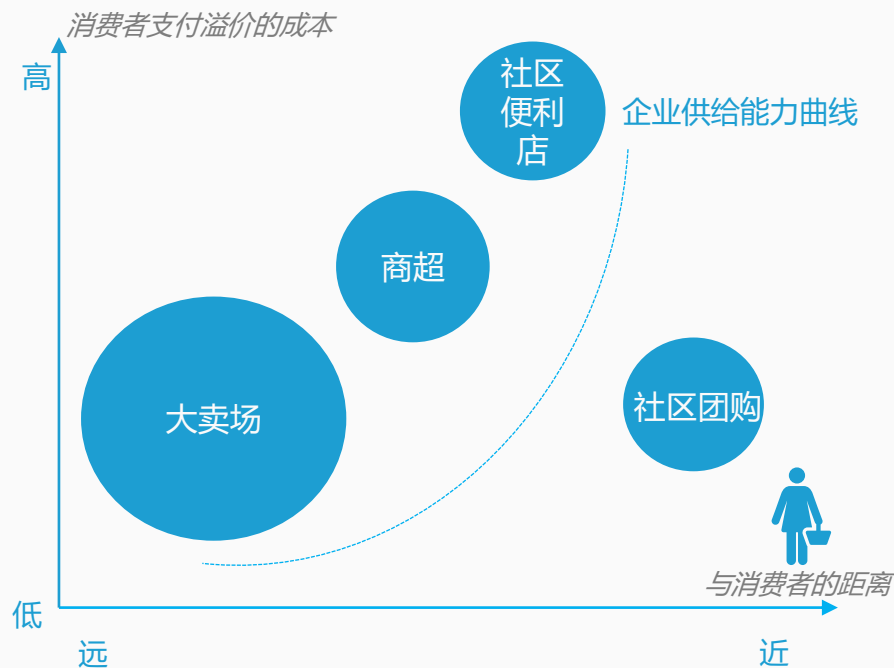 消费者支付溢价的成本
高
社区
便利
店
企业供给能力曲线
商超
大卖场
社区团购
与消费者的距离
低
远
近